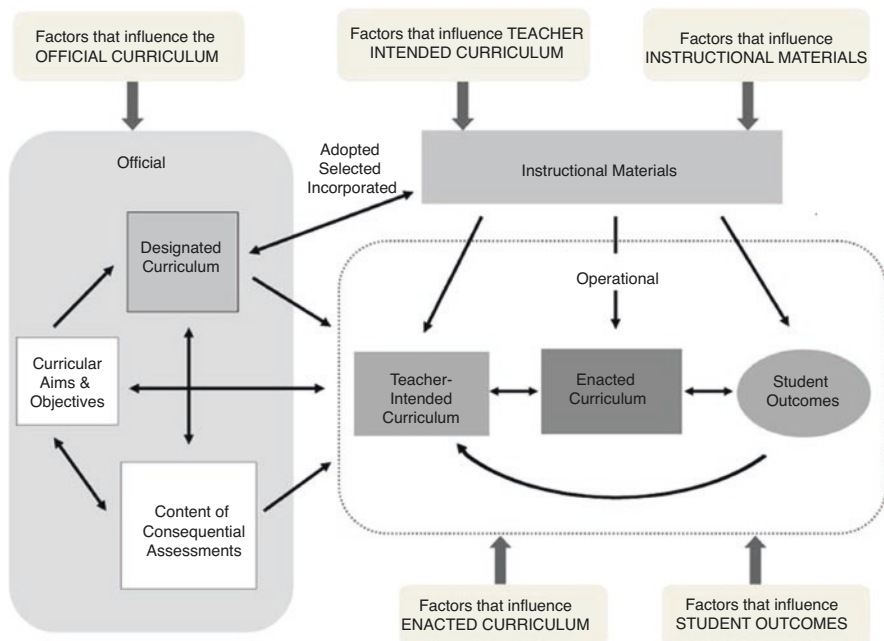 Factors that influence the
OFFICIAL CURRICULUM
Factors that influence TEACHER
INTENDED CURRICULUM
Factors that influence
INSTRUCTIONAL MATERIALS
Official
Adopted
Selected
Incorporated
Instructional Materials
Designated
Curriculum
Operational
Curricular
Aims &
Objectives
Teacher-
Intended
Curriculum
Enacted
Curriculum
Student
Outcomes
Content of
Consequential
Assessments
Factors that influence
ENACTED CURRICULUM
Factors that influence
STUDENT OUTCOMES